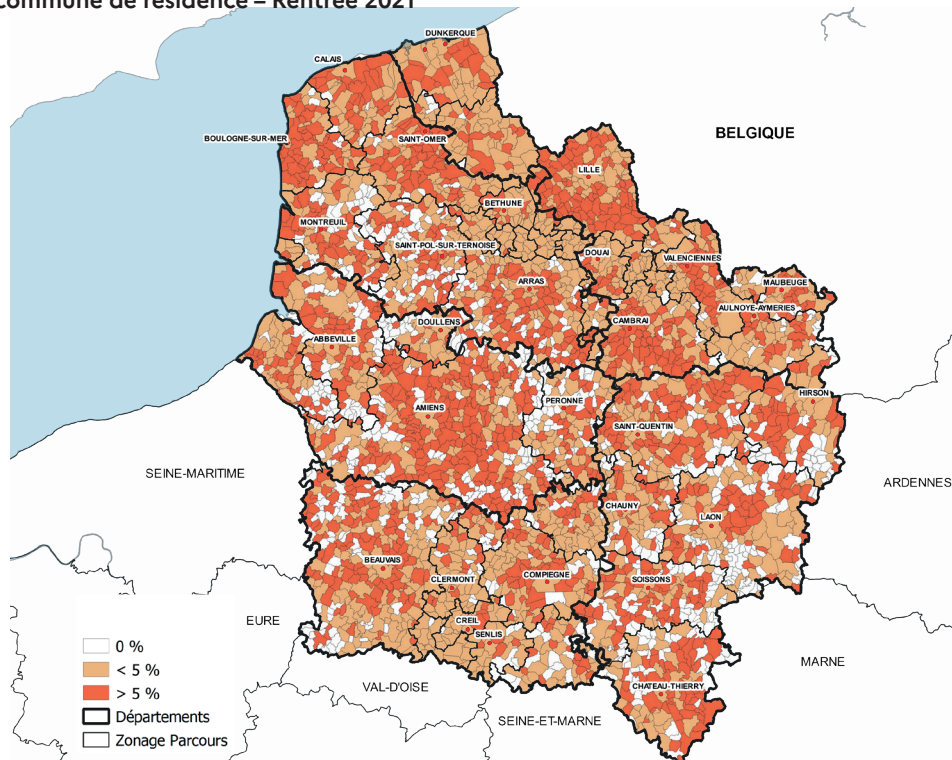 commune de résidence – Rentrée 2021
DUNKERQUE
CALAIS
BOULOGNE-SUR-MER
SAINT-OMER
BELGIQUE
LILLE
BETHUNE
MONTREUIL
SAINT-POL-SUR-TERNOISE
DOUAI
VALENCIENNES
ARRAS
MAUBEUGE
AULNOYE-AYMERIES
DOULLENS
CAMBRAI
ABBEVILLE
HIRSON
PERONNE
AMIENS
SAINT-QUENTIN
SEINE-MARITIME
ARDENNES
CHAUNY
LAON
BEAUVAIS
CLERMONT
COMPIEGNE
SOISSONS
EURE
CREIL
SENLIS
0 %
MARNE
< 5 %
VAL-D'OISE
CHATEAU-THIERRY
> 5 %
Départements
SEINE-ET-MARNE
Zonage Parcours